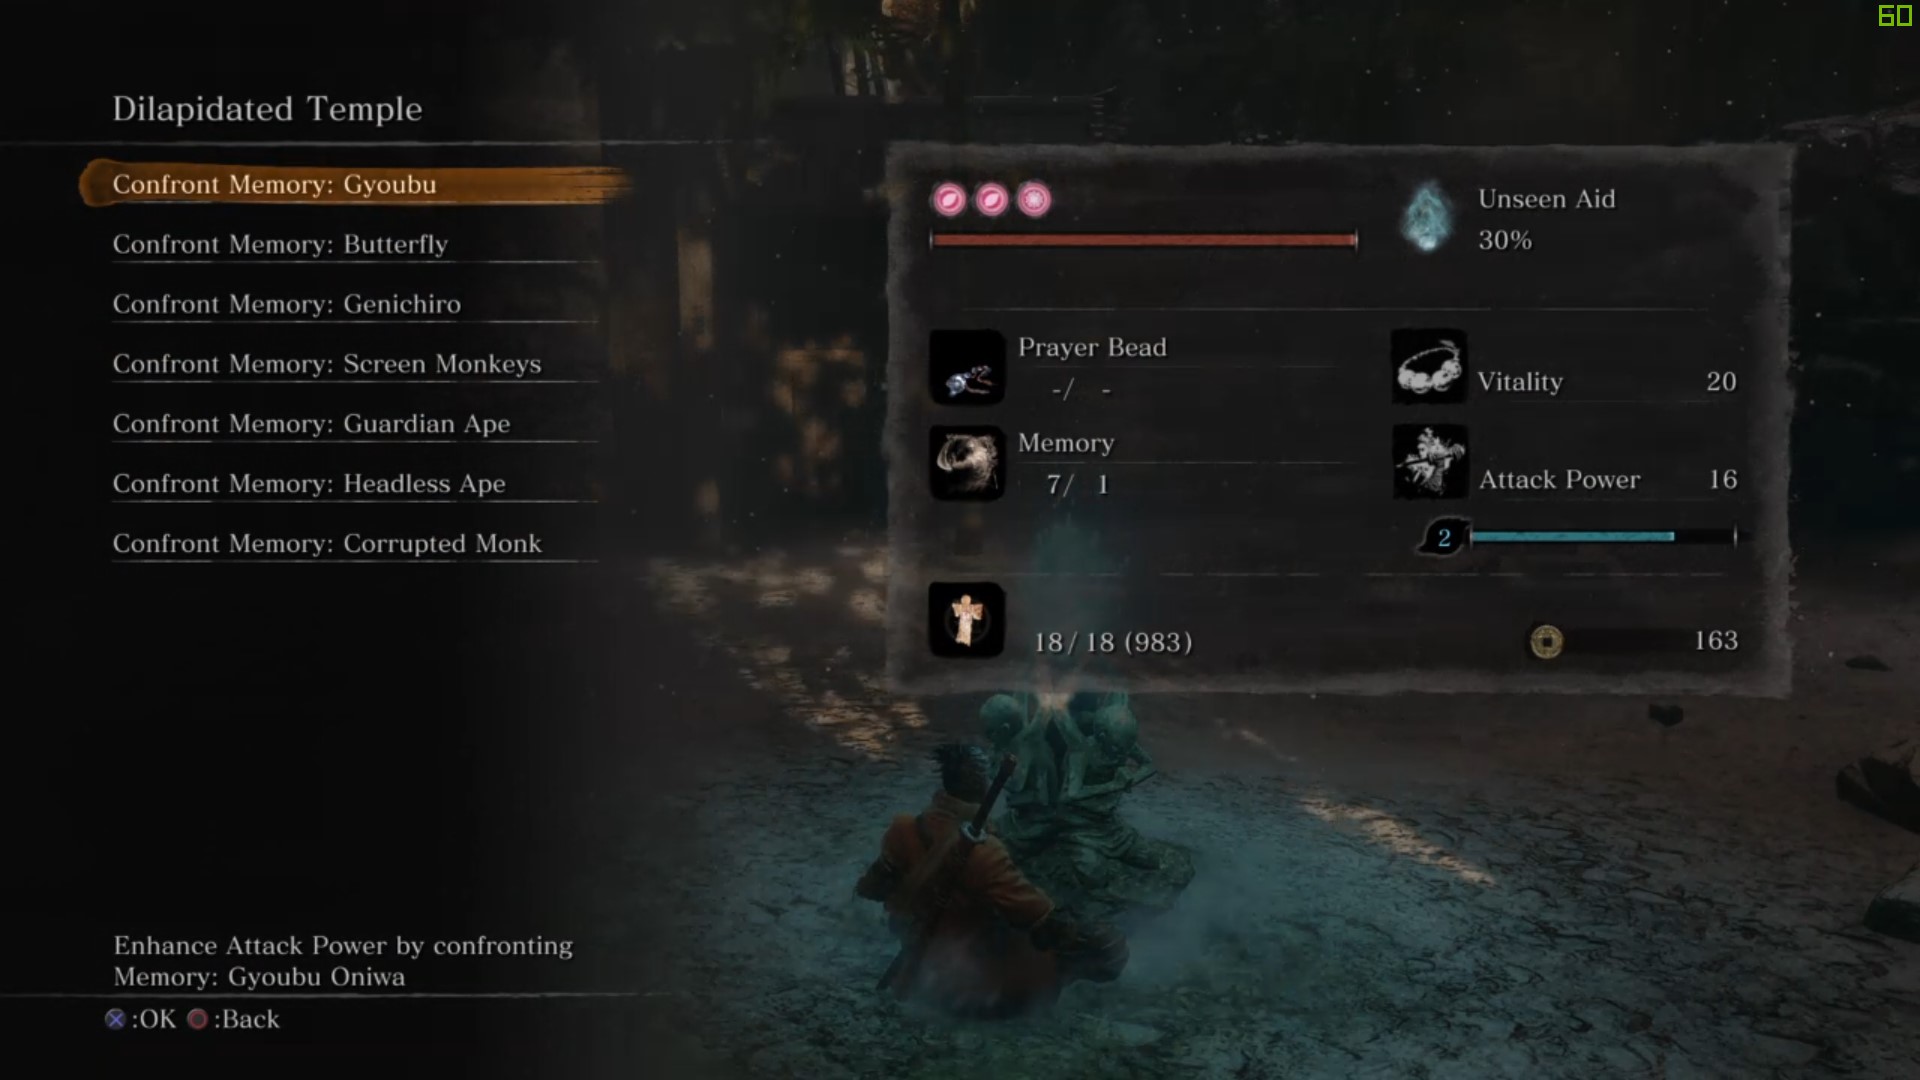 60
Dilapidated Temple
Confront Memory: Gyoubu
Confront Memory: Butterfly
Confront Memory: Genichiro
Confront Memory: Screen Monkeys
Confront Memory: Guardian Ape
Confront Memory: Headless Ape
Confront Memory: Corrupted Monk
Unseen Aid
30%
Prayer Bead
-/ -
Memory
7/ 1
Vitality 20
Attack Power 16
2
18/18 (983)
163
Enhance Attack Power by confronting
Memory: Gyoubu Oniwa
:OK :Back